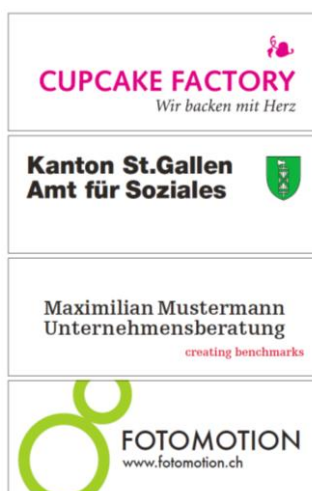 CUPCAKE FACTORY
Wir backen mit Herz
Kanton St.Gallen
Amt für Soziales
Maximilian Mustermann
Unternehmensberatung
creating benchmarks
FOTOMOTION
www.fotomotion.ch